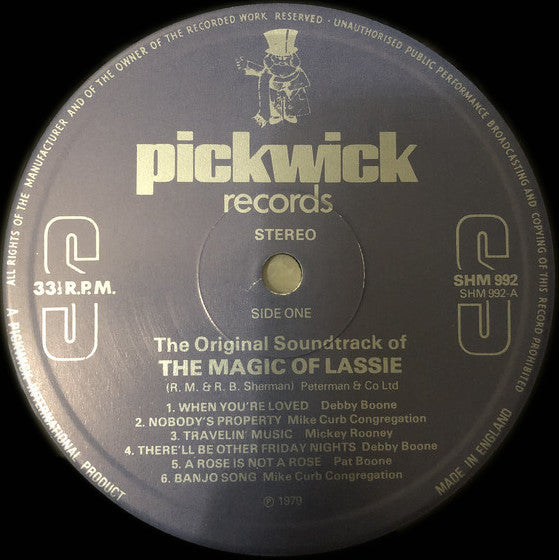 ALL RIGHTS OF THE MANUFACTURER AND OF THE OWNER OF THE RECORDED WORK RESERVED · UNAUTHORISED PUBLIC PERFORMANCE BROADCASTING AND COPYING OF THIS RECORD PROHIBITED
pickwick
records
STEREO
33⅓ R.P.M.
SHM 992
SHM 992-A
SIDE ONE
The Original Soundtrack of
THE MAGIC OF LASSIE
(R. M. & R. B. Sherman) Peterman & Co Ltd
1. WHEN YOU'RE LOVED Debby Boone
2. NOBODY'S PROPERTY Mike Curb Congregation
3. TRAVELIN' MUSIC Mickey Rooney
4. THERE'LL BE OTHER FRIDAY NIGHTS Debby Boone
5. A ROSE IS NOT A ROSE Pat Boone
6. BANJO SONG Mike Curb Congregation
℗ 1979
A PICKWICK INTERNATIONAL PRODUCT
MADE IN ENGLAND